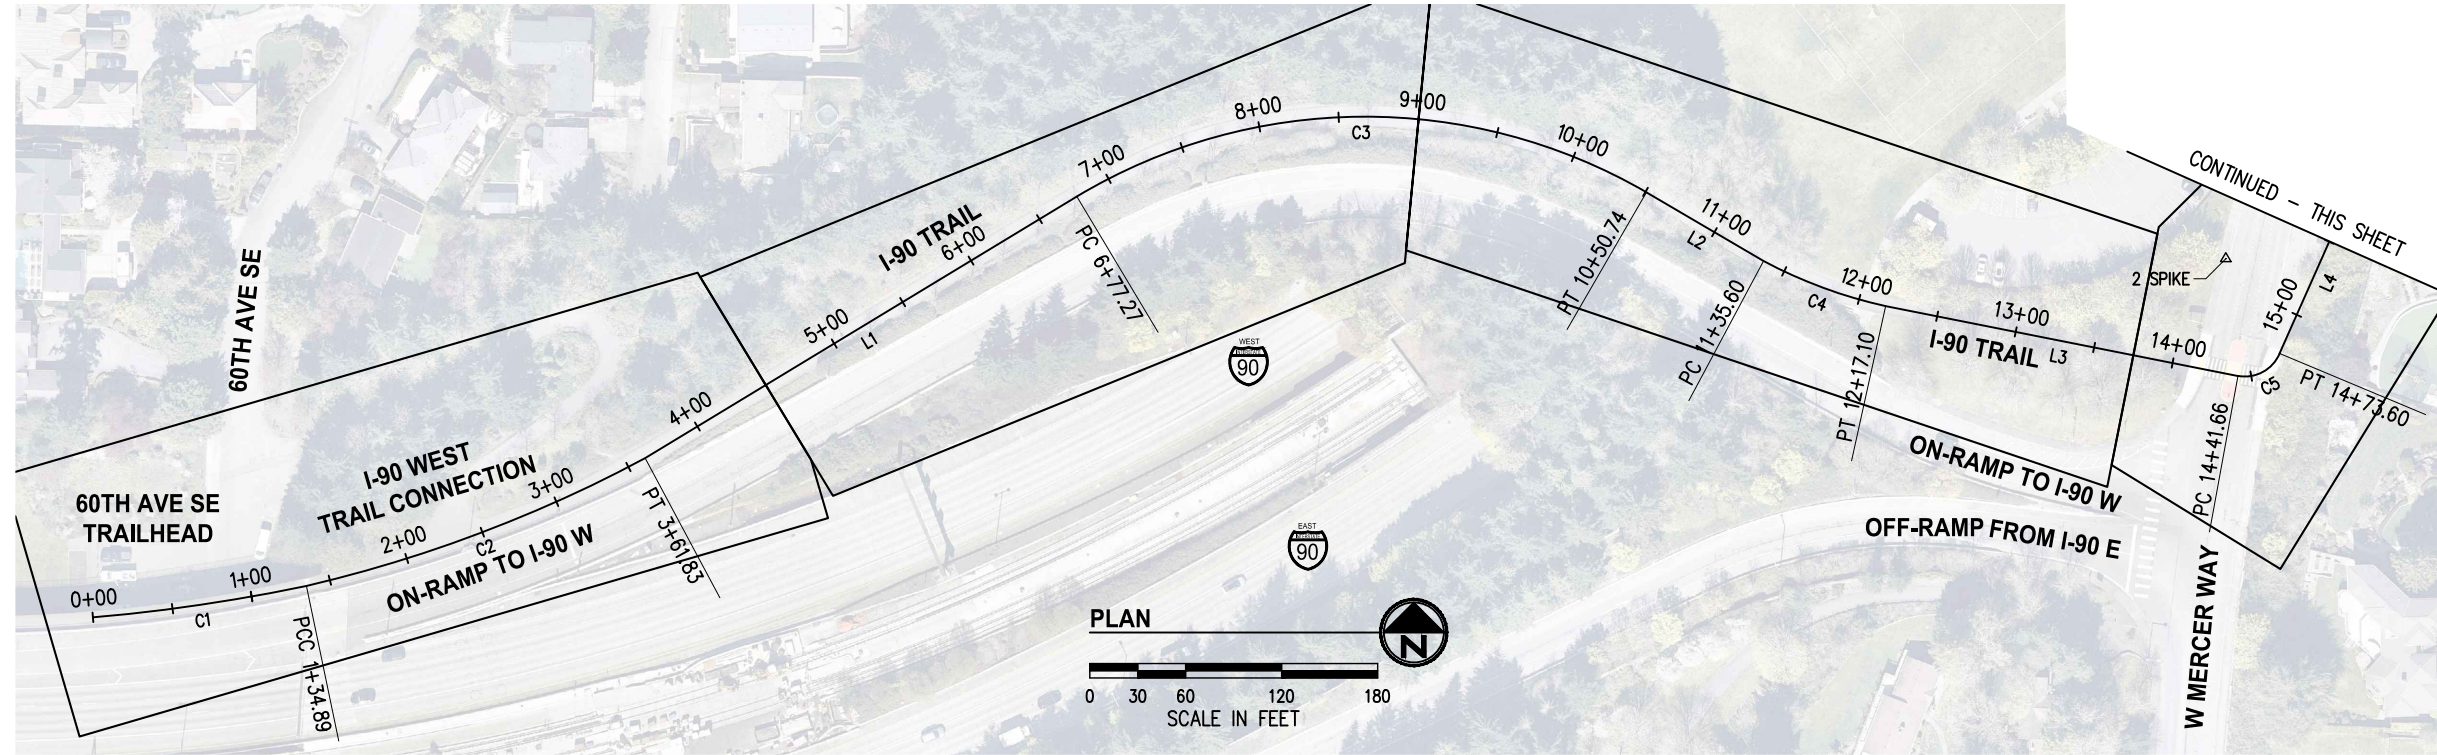 CONTINUED - THIS SHEET
9+00
8+00
C3
10+00
7+00
I-90 TRAIL
6+00
PC 6+77.27
11+00
L2
PT 10+50.74
2 SPIKE
L4
15+00
60TH AVE SE
5+00
L1
12+00
C4
13+00
I-90 TRAIL
L3
14+00
PC 11+35.60
PT 12+17.10
C5
PT 14+73.60
PC 14+41.66
WEST
INTERSTATE
90
4+00
I-90 WEST
TRAIL CONNECTION
3+00
PT 3+61.83
60TH AVE SE
TRAILHEAD
2+00
C2
ON-RAMP TO I-90 W
1+00
0+00
C1
PCC 1+34.89
EAST
INTERSTATE
90
ON-RAMP TO I-90 W
OFF-RAMP FROM I-90 E
W MERCER WAY
PLAN
N
0 30 60 120 180
SCALE IN FEET